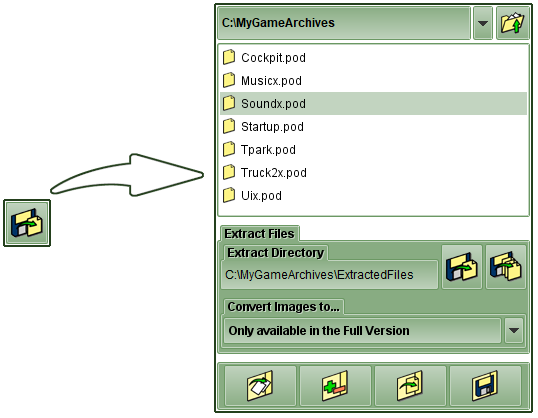 C:\MyGameArchives
Cockpit.pod
Musicx.pod
Soundx.pod
Startup.pod
Tpark.pod
Truck2x.pod
Uix.pod
Extract Files
Extract Directory
C:\MyGameArchives\ExtractedFiles
Convert Images to...
Only available in the Full Version